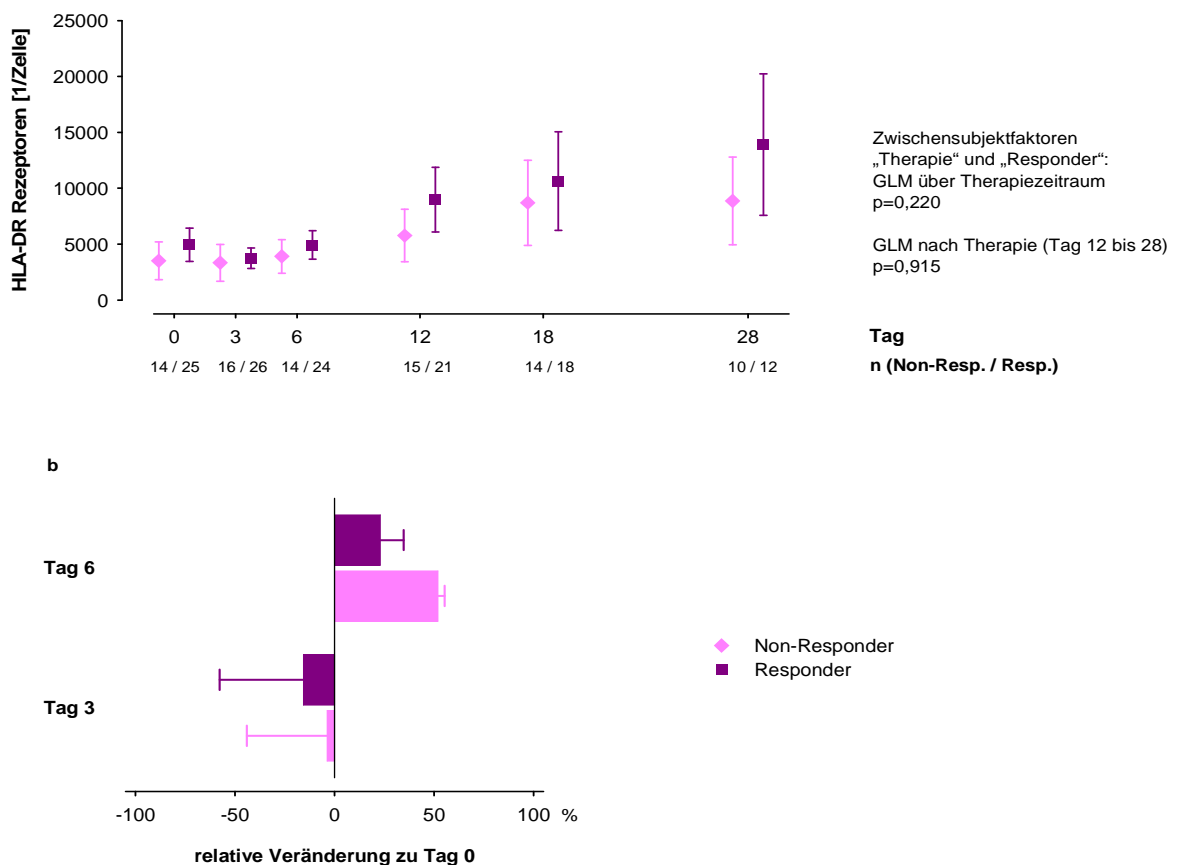 HLA-DR Rezeptoren [1/Zelle]
25000
20000
15000
10000
5000
0
Zwischensubjektfaktoren
„Therapie“ und „Responder“:
GLM über Therapiezeitraum
p=0,220
GLM nach Therapie (Tag 12 bis 28)
p=0,915
0 3 6 12 18 28 Tag
14 / 25 16 / 26 14 / 24 15 / 21 14 / 18 10 / 12 n (Non-Resp. / Resp.)
b
Tag 6
Tag 3
Non-Responder
Responder
-100 -50 0 50 100 %
relative Veränderung zu Tag 0